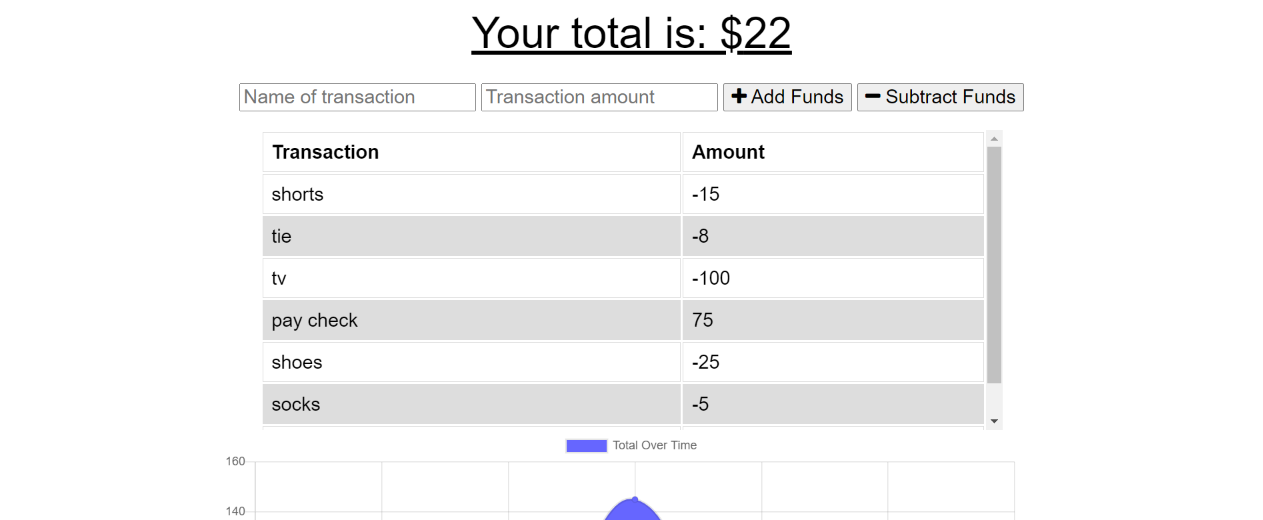 Your total is: $22
Name of transaction Transaction amount Add Funds Subtract Funds
Transaction Amount
shorts -15
tie -8
tv -100
pay check 75
shoes -25
socks -5
Total Over Time
160
140